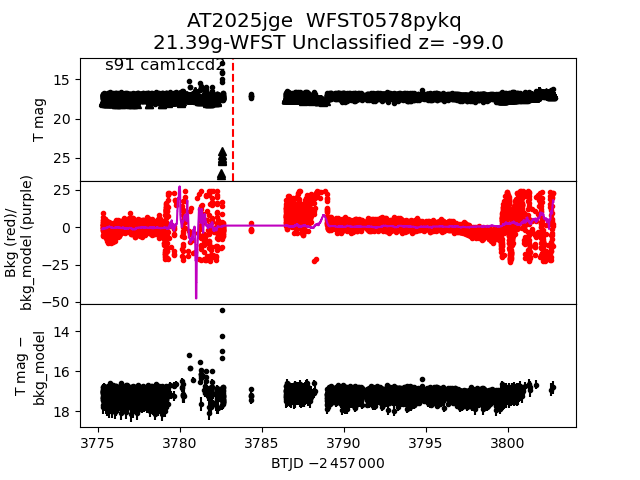 AT2025jge WFST0578pykq
21.39g-WFST Unclassified z= -99.0
s91 cam1ccd2
15
20
25
T mag
25
0
−25
−50
Bkg (red)/
bkg_model (purple)
14
16
18
T mag −
bkg_model
3775
3780
3785
3790
3795
3800
BTJD −2 457 000